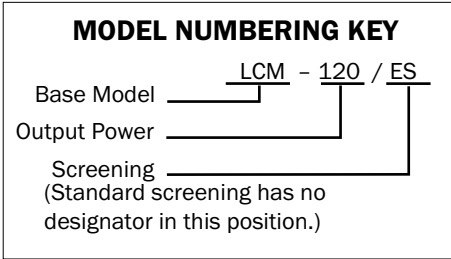 MODEL NUMBERING KEY
LCM – 120 / ES
Base Model
Output Power
Screening
(Standard screening has no
designator in this position.)